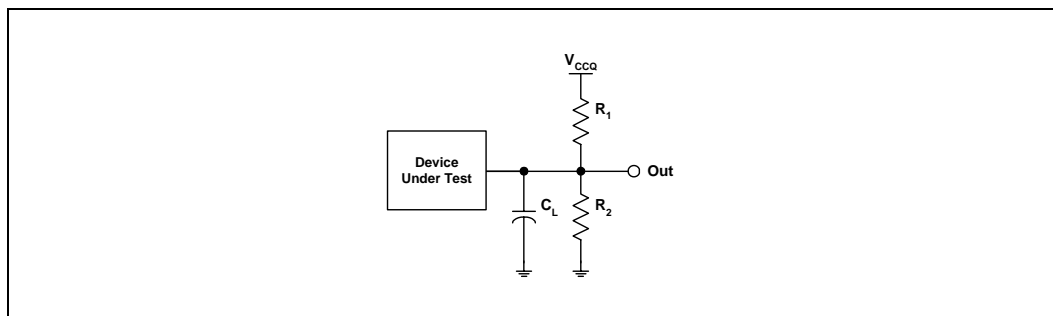 V_CCQ
R_1
Device
Under Test
Out
C_L
R_2